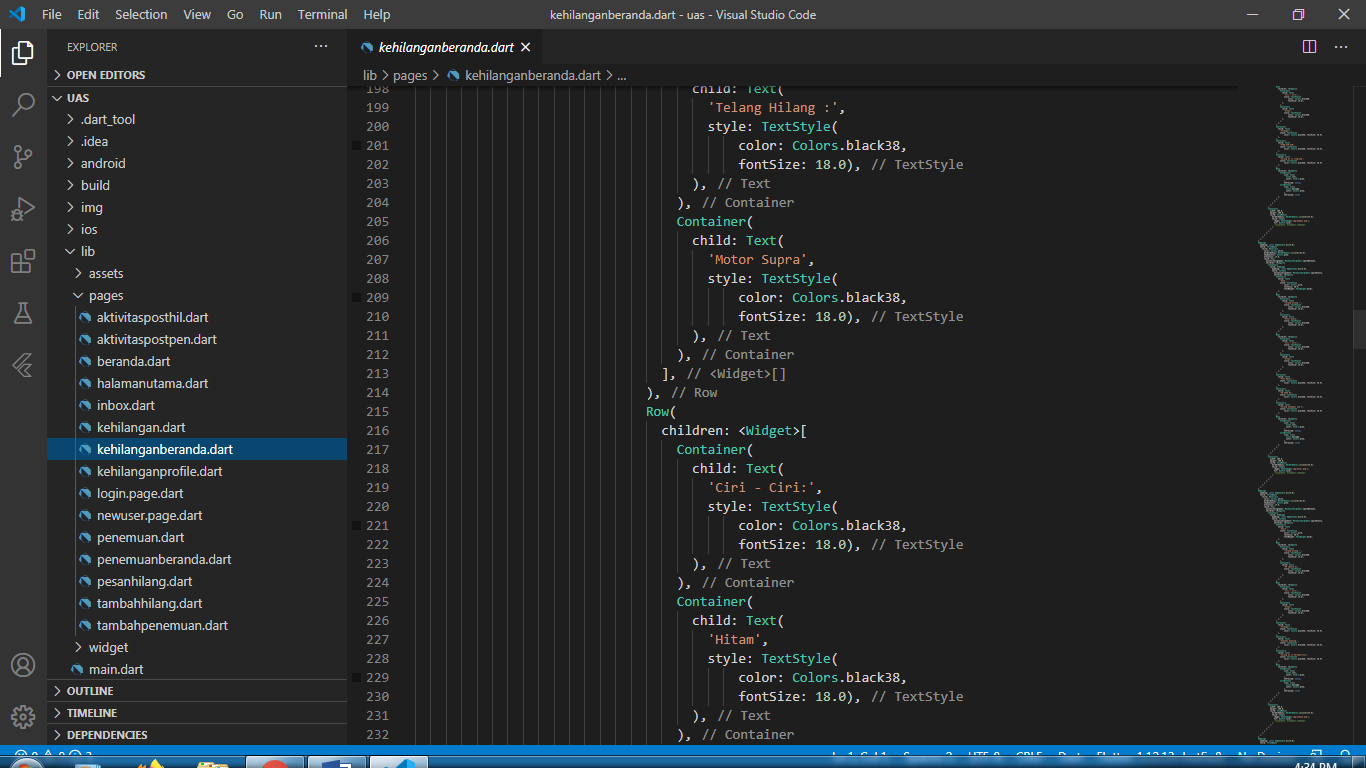 File Edit Selection View Go Run Terminal Help kehilanganberanda.dart - uas - Visual Studio Code
EXPLORER
OPEN EDITORS
UAS
.dart_tool
.idea
android
build
img
ios
lib
assets
pages
aktivitasposthil.dart
aktivitaspostpen.dart
beranda.dart
halamanutama.dart
inbox.dart
kehilangan.dart
kehilanganberanda.dart
kehilanganprofile.dart
login.page.dart
newuser.page.dart
penemuan.dart
penemuanberanda.dart
pesanhilang.dart
tambahhilang.dart
tambahpenemuan.dart
widget
main.dart
OUTLINE
TIMELINE
DEPENDENCIES
kehilanganberanda.dart
lib > pages > kehilanganberanda.dart > ...
198 child: Text(
199 'Telang Hilang :',
200 style: TextStyle(
201 color: Colors.black38,
202 fontSize: 18.0), // TextStyle
203 ), // Text
204 ), // Container
205 Container(
206 child: Text(
207 'Motor Supra',
208 style: TextStyle(
209 color: Colors.black38,
210 fontSize: 18.0), // TextStyle
211 ), // Text
212 ), // Container
213 ], // <Widget>[]
214 ), // Row
215 Row(
216 children: <Widget>[
217 Container(
218 child: Text(
219 'Ciri - Ciri:',
220 style: TextStyle(
221 color: Colors.black38,
222 fontSize: 18.0), // TextStyle
223 ), // Text
224 ), // Container
225 Container(
226 child: Text(
227 'Hitam',
228 style: TextStyle(
229 color: Colors.black38,
230 fontSize: 18.0), // TextStyle
231 ), // Text
232 ), // Container
4:34 PM